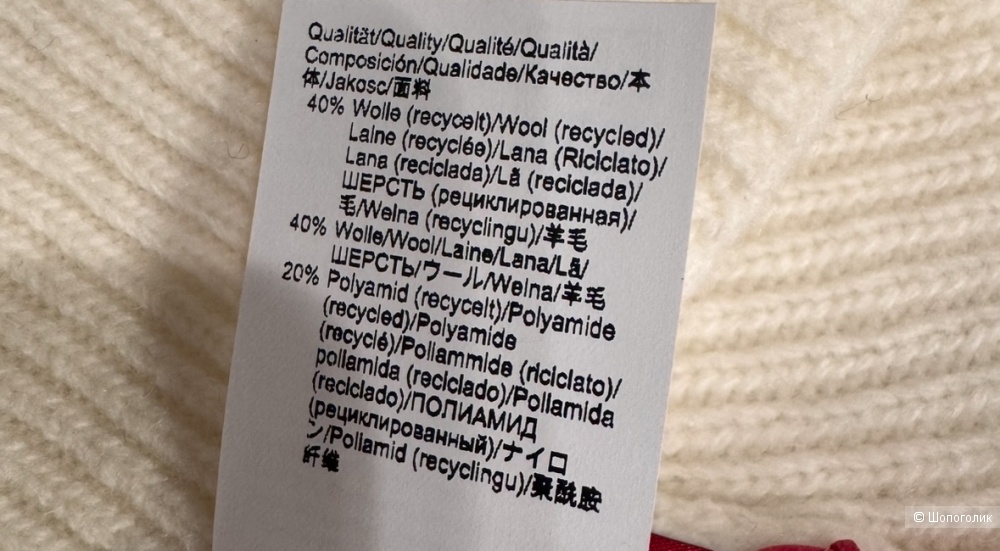 Qualität/Quality/Qualité/Qualità/
Composición/Qualidade/Качество/本
体/Jakosc/面料
40% Wolle (recycelt)/Wool (recycled)/
Laine (recyclée)/Lana (Riciclato)/
Lana (reciclada)/Lã (reciclada)/
ШЕРСТЬ (рециклированная)/
毛/Welna (recyclingu)/羊毛
40% Wolle/Wool/Laine/Lana/Lã/
ШЕРСТЬ/ウール/Welna/羊毛
20% Polyamid (recycelt)/Polyamide
(recycled)/Polyamide
(recyclé)/Poliammide (riciclato)/
poliamida (reciclado)/Poliamida
(reciclado)/ПОЛИАМИД
(рециклированный)/ナイロ
ン/Poliamid (recyclingu)/聚酰胺
纤维
© Шопоголик